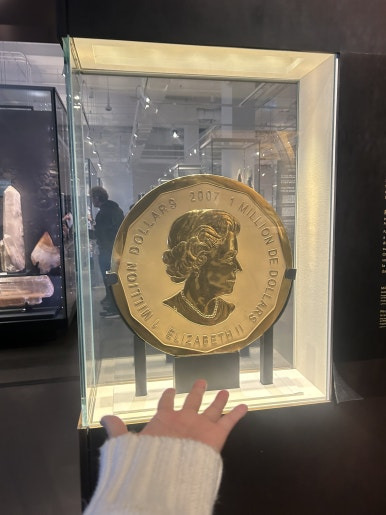 1 MILLION DOLLARS 2007 1 MILLION DE DOLLARS
ELIZABETH II